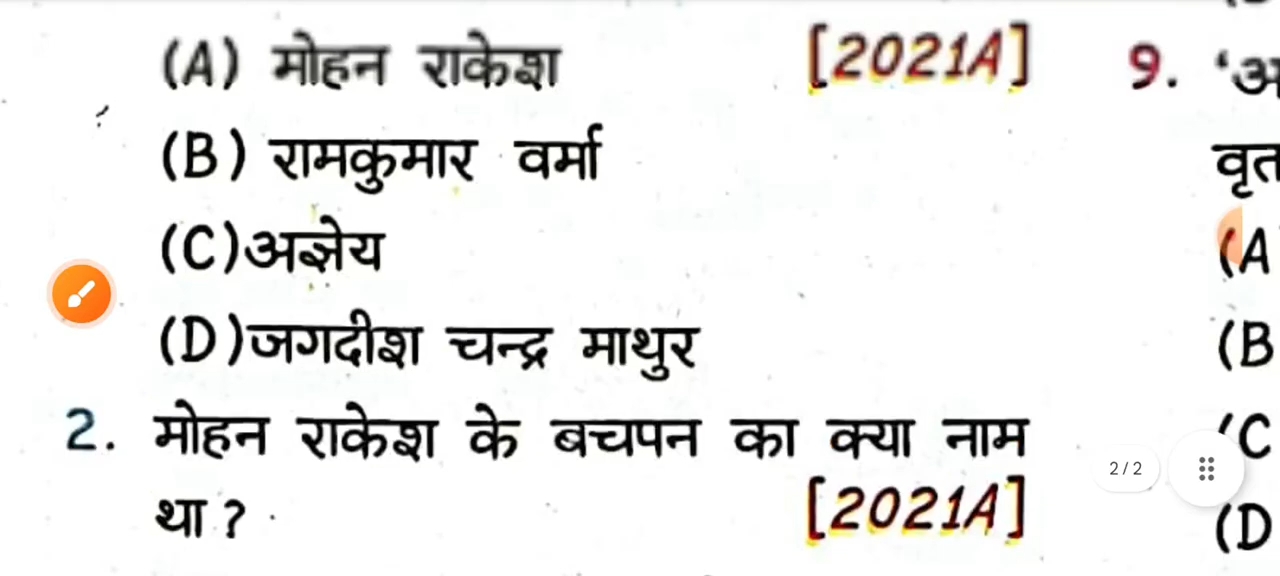 (A) मोहन राकेश [2021A]
(B) रामकुमार वर्मा
(C)अज्ञेय
(D)जगदीश चन्द्र माथुर
2. मोहन राकेश के बचपन का क्या नाम
था ? [2021A]
9. 'अ
वृत
(A
(B
(C
(D
2/2